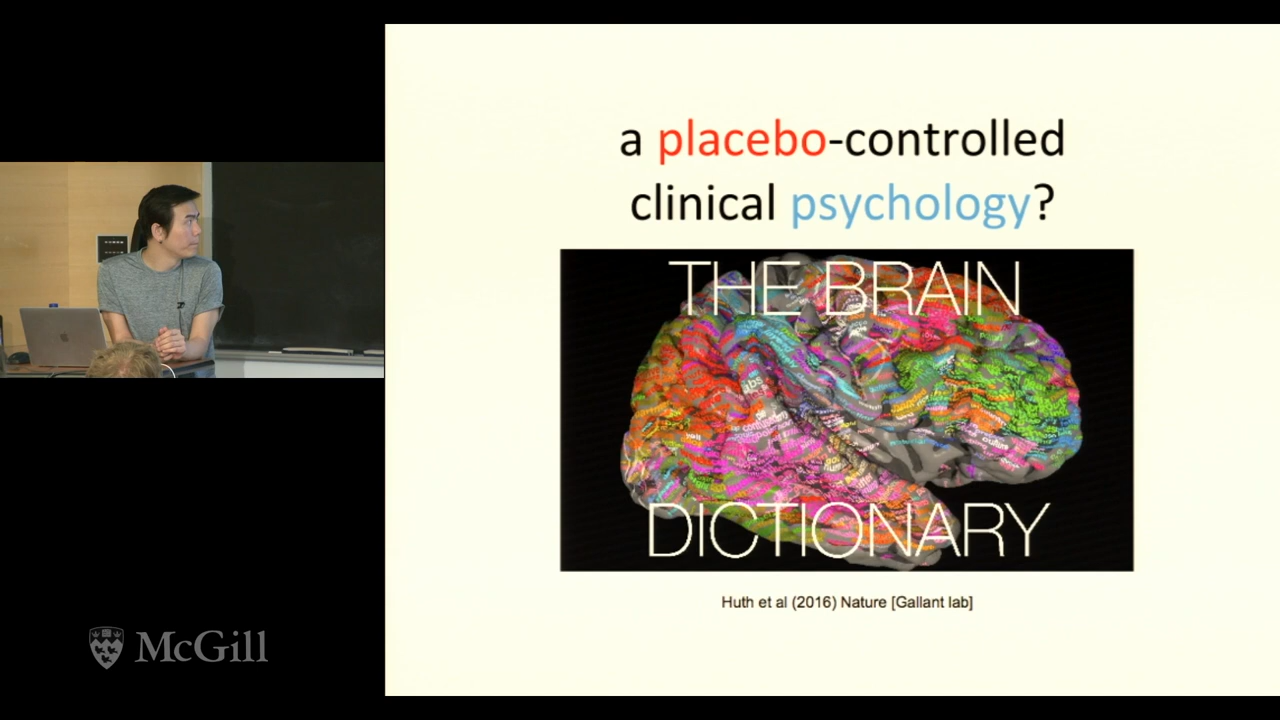 a placebo-controlled
clinical psychology?
THE BRAIN
DICTIONARY
Huth et al (2016) Nature [Gallant lab]
McGill